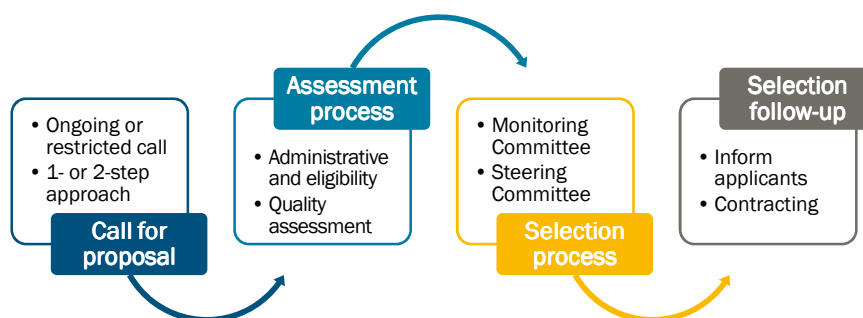 • Ongoing or
restricted call
• 1- or 2-step
approach
Call for
proposal
Assessment
process
• Administrative
and eligibility
• Quality
assessment
• Monitoring
Committee
• Steering
Committee
Selection
process
Selection
follow-up
• Inform
applicants
• Contracting